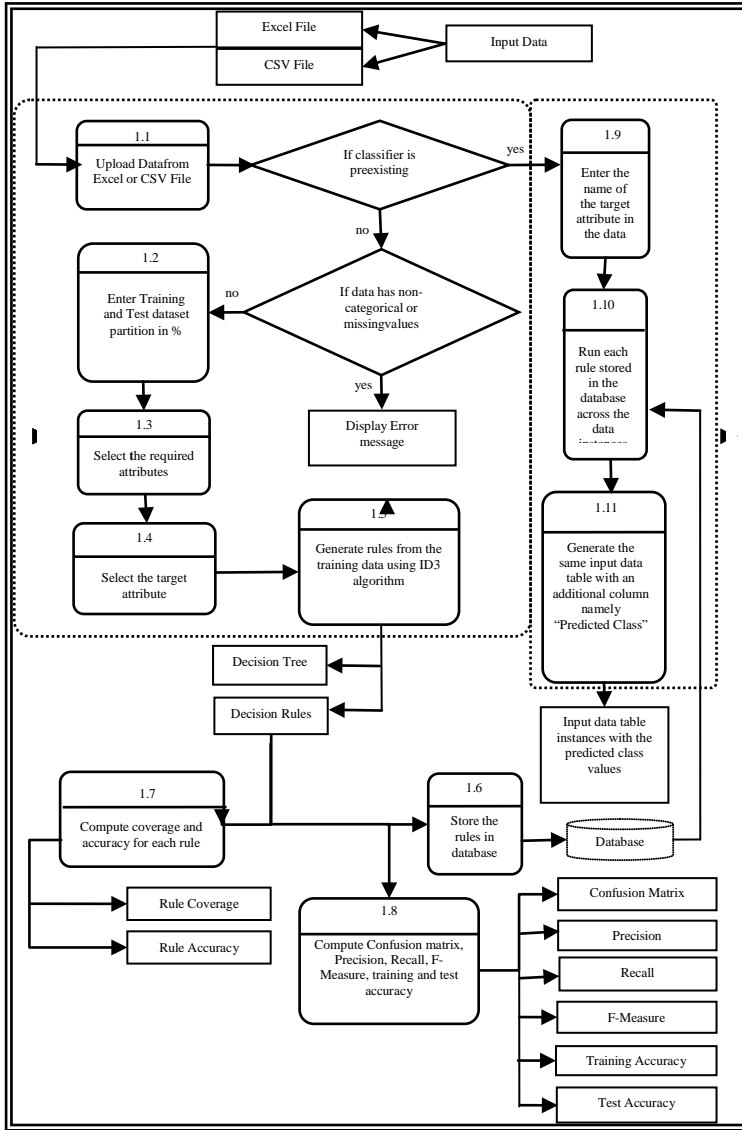 Excel File
Input Data
CSV File
1.1
Upload Datafrom
Excel or CSV File
If classifier is
preexisting
yes
no
1.9
Enter the
name of
the target
attribute in
the data
1.2
Enter Training
and Test dataset
partition in %
no
If data has non-
categorical or
missingvalues
yes
Display Error
message
1.10
Run each
rule stored
in the
database
across the
data
instances
1.3
Select the required
attributes
1.4
Select the target
attribute
Generate rules from the
training data using ID3
algorithm
1.11
Generate the
same input data
table with an
additional column
namely
“Predicted Class”
Decision Tree
Decision Rules
Input data table
instances with the
predicted class
values
1.7
Compute coverage and
accuracy for each rule
1.6
Store the
rules in
database
Database
Rule Coverage
Rule Accuracy
1.8
Compute Confusion matrix,
Precision, Recall, F-
Measure, training and test
accuracy
Confusion Matrix
Precision
Recall
F-Measure
Training Accuracy
Test Accuracy